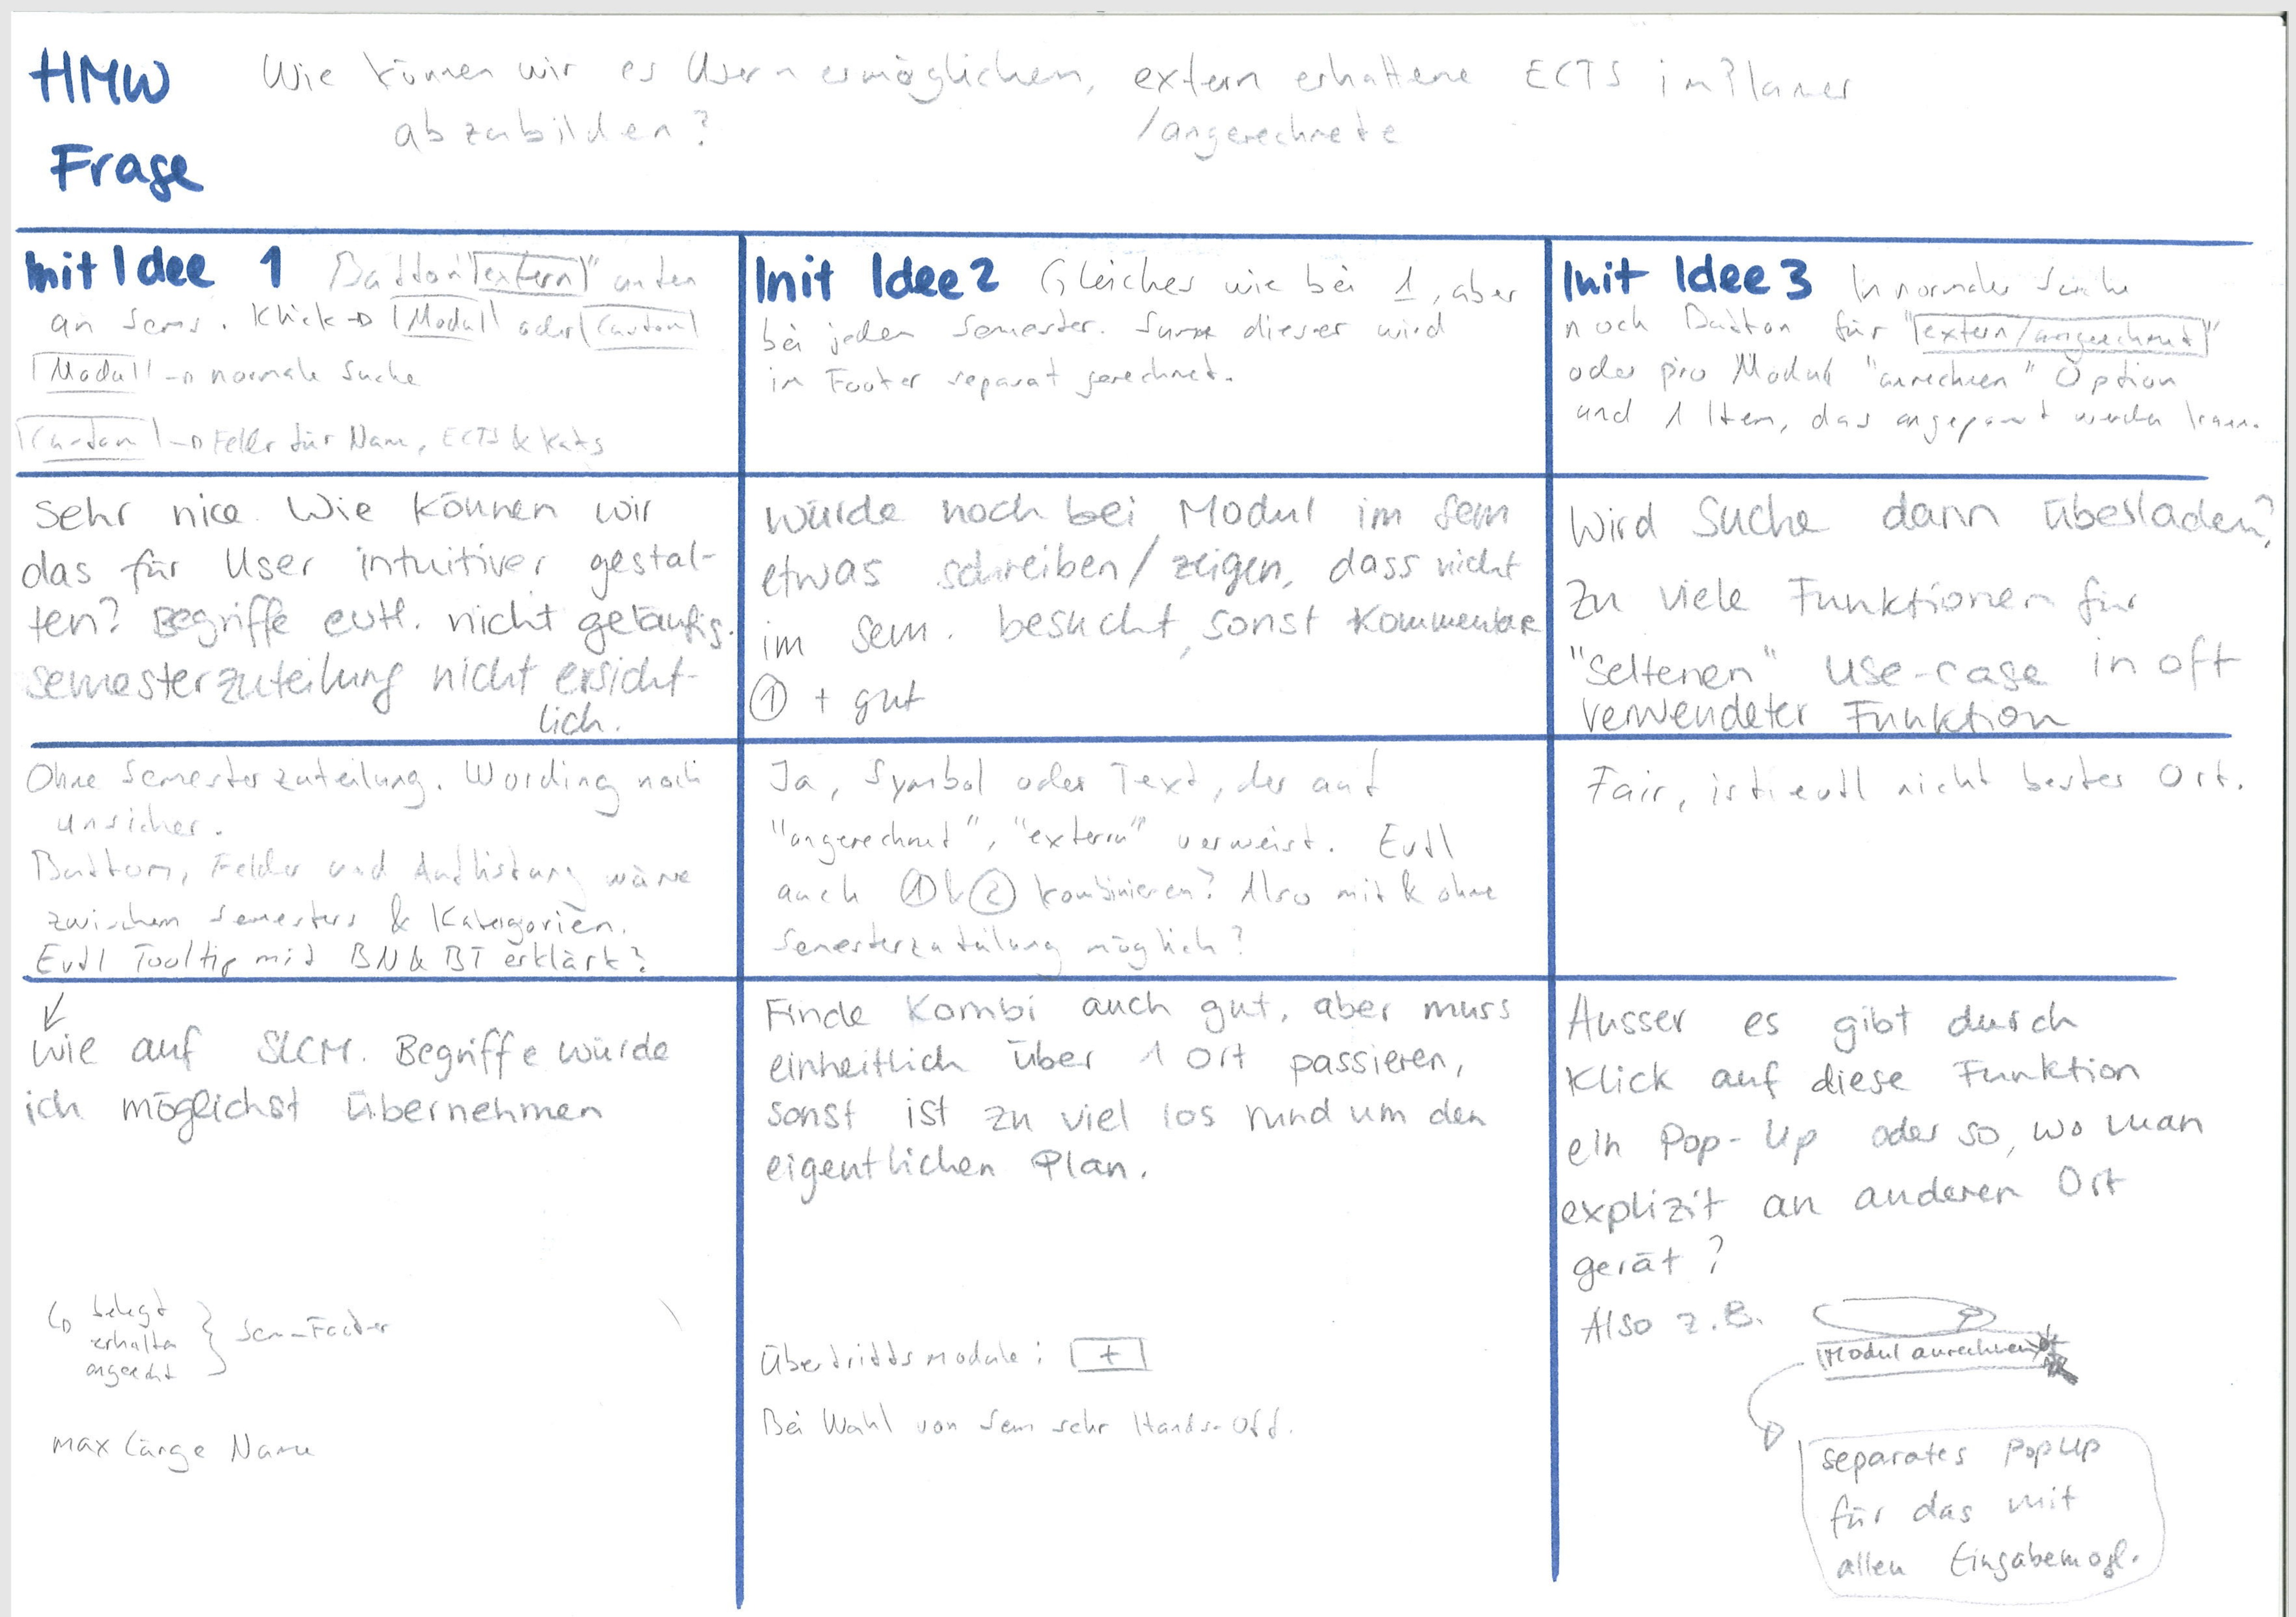 HMW Frage
Wie können wir es Usern ermöglichen, extern erhaltene ECTS im Planer
/angerechnete
abzubilden?
Init Idee 1 Button "extern" unten
an Sems. Klick → Modul oder Custom
Modul → normale Suche
Custom → Felder für Name, ECTS & Kats
Init Idee 2 Gleiches wie bei 1, aber
bei jedem Semester. Summe dieser wird
im Footer separat gerechnet.
Init Idee 3 In normaler Suche
noch Button für "extern/angerechnet"
oder pro Modul "anrechnen" Option
und 1 Item, das angepasst werden kann.
Sehr nice. Wie können wir
das für User intuitiver gestal-
ten? Begriffe evtl. nicht geläufig.
Semesterzuteilung nicht ersicht-
lich.
Würde noch bei Modul im Sem
etwas schreiben/zeigen, dass nicht
im Sem. besucht, sonst Kommentar
① + gut
Wird Suche dann überladen?
Zu viele Funktionen für
"seltenen" Use-case in oft
verwendeter Funktion
Ohne Semesterzuteilung. Wording noch
unsicher.
Button, Felder und Auflistung wäre
zwischen Semesters & Kategorien.
Evtl Tooltip mit BN & BT erklärt?
Ja, Symbol oder Text, der auf
"angerechnet", "extern" verweist. Evtl
auch ① & ② kombinieren? Also mit & ohne
Semesterzuteilung möglich?
Fair, ist evtl nicht bester Ort.
↙
wie auf SLCM. Begriffe würde
ich möglichst übernehmen
↳ belegt
erhalten
angerechnet
} Sem-Footer
max Länge Name
Finde Kombi auch gut, aber muss
einheitlich über 1 Ort passieren,
sonst ist zu viel los rund um den
eigentlichen Plan.
Übertrittsmodule: +
Bei Wahl von Sem sehr Hands-Off.
Ausser es gibt durch
Klick auf diese Funktion
ein Pop-Up oder so, wo man
explizit an anderen Ort
gerät?
Also z.B.
Modul anrechnen
separates PopUp
für das mit
allen Eingabemögl.